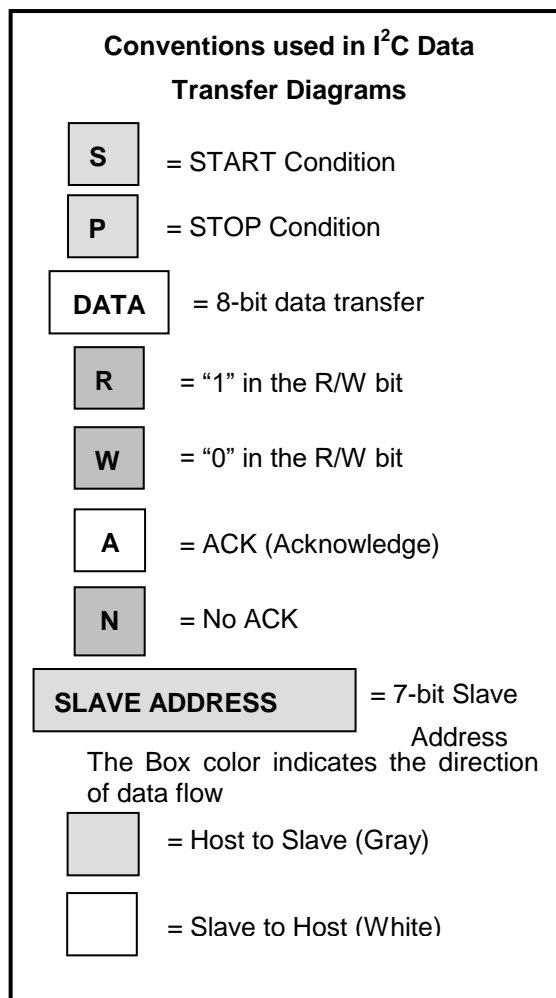 Conventions used in I²C Data
Transfer Diagrams
S = START Condition
P = STOP Condition
DATA = 8-bit data transfer
R = “1” in the R/W bit
W = “0” in the R/W bit
A = ACK (Acknowledge)
N = No ACK
SLAVE ADDRESS = 7-bit Slave
Address
The Box color indicates the direction
of data flow
= Host to Slave (Gray)
= Slave to Host (White)